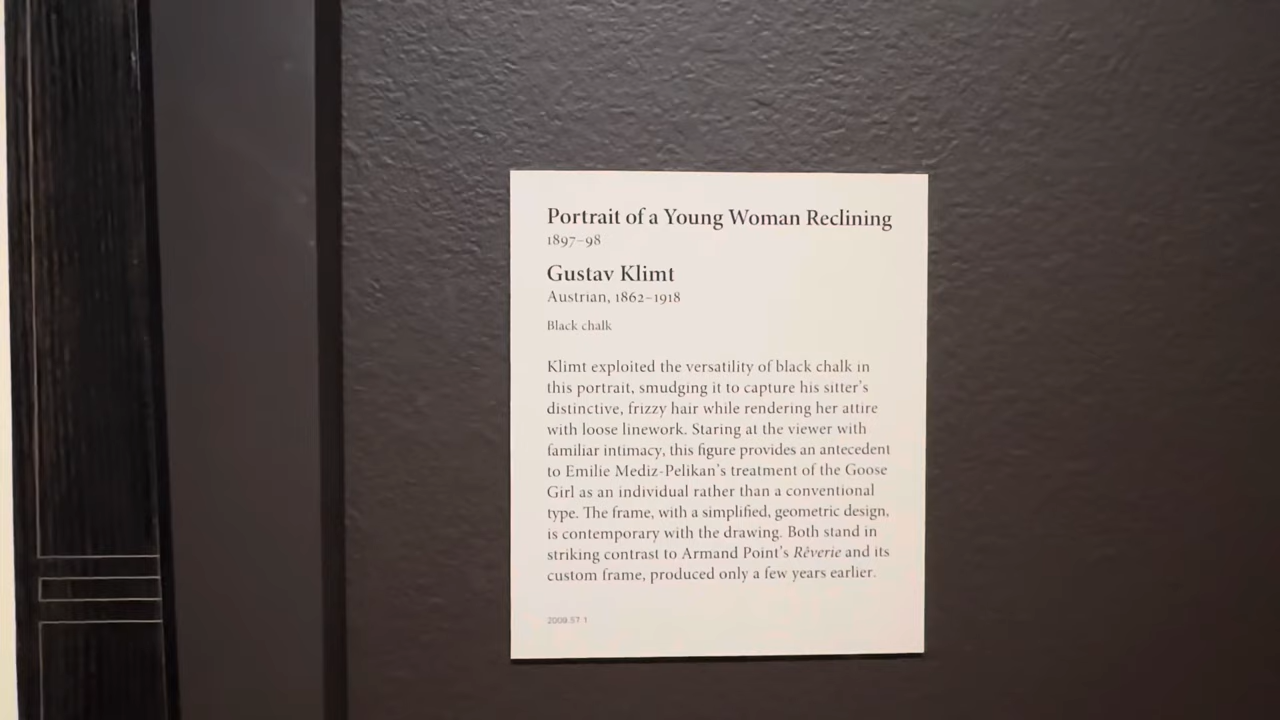 Portrait of a Young Woman Reclining
1897–98
Gustav Klimt
Austrian, 1862–1918
Black chalk
Klimt exploited the versatility of black chalk in
this portrait, smudging it to capture his sitter's
distinctive, frizzy hair while rendering her attire
with loose linework. Staring at the viewer with
familiar intimacy, this figure provides an antecedent
to Emilie Mediz-Pelikan's treatment of the Goose
Girl as an individual rather than a conventional
type. The frame, with a simplified, geometric design,
is contemporary with the drawing. Both stand in
striking contrast to Armand Point's Rêverie and its
custom frame, produced only a few years earlier.
2009.57.1